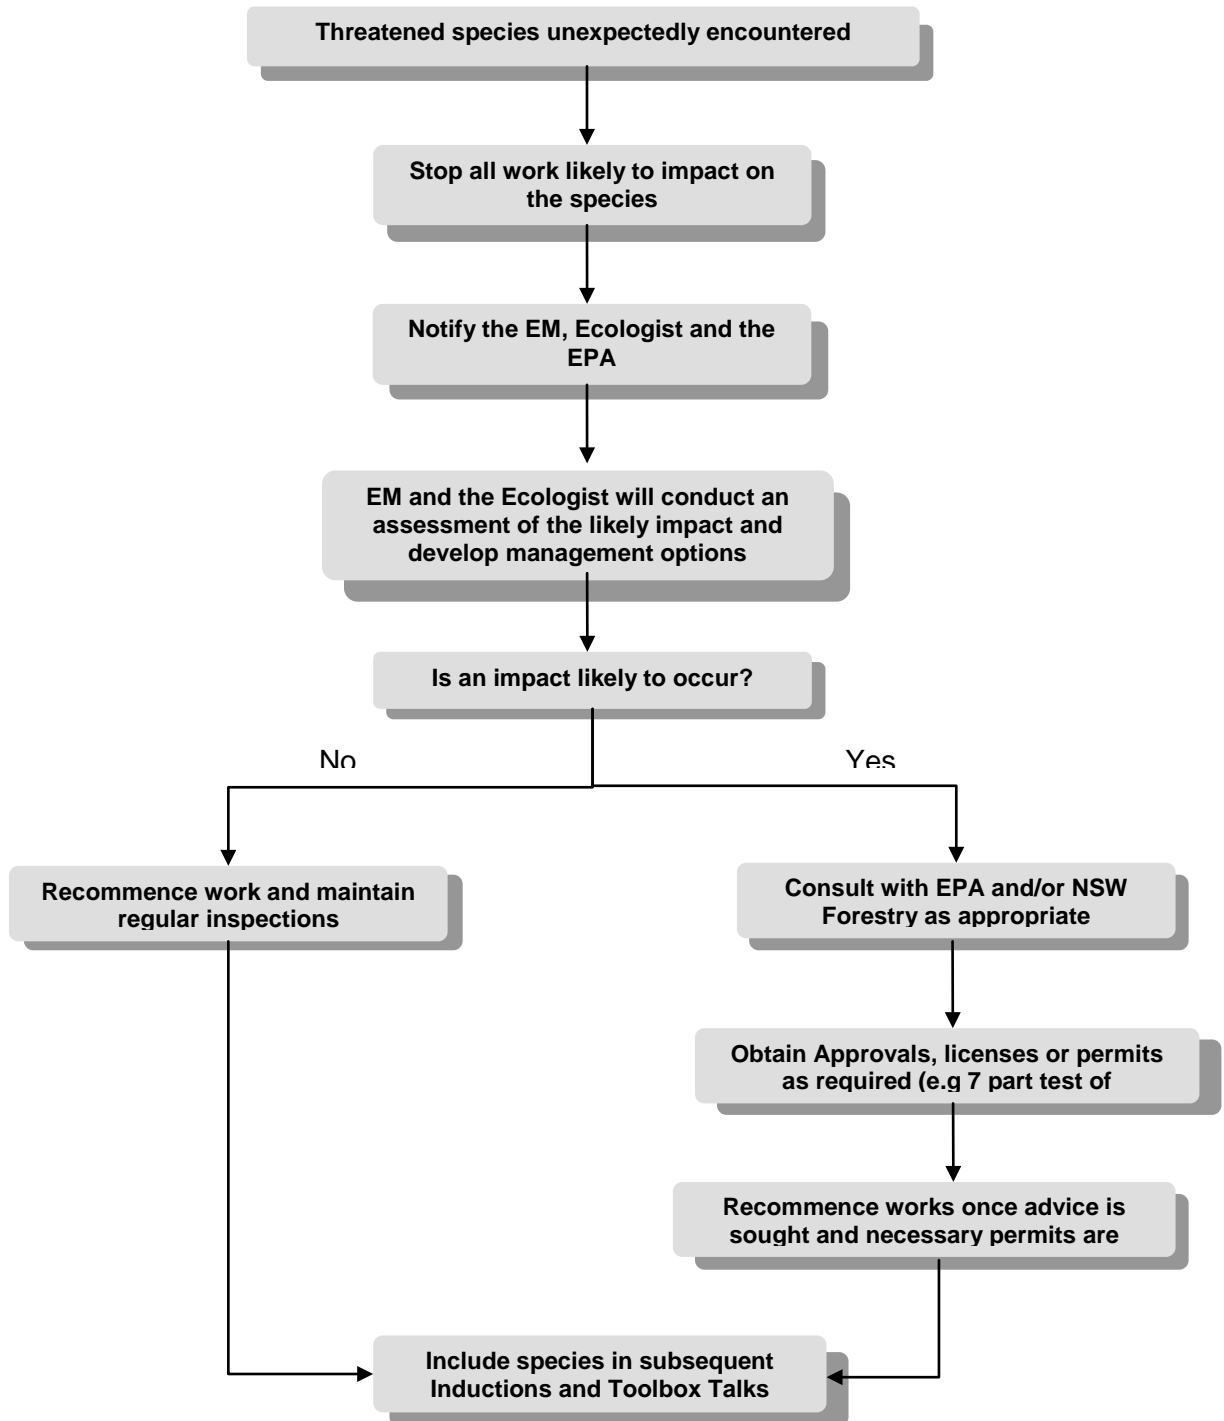 Threatened species unexpectedly encountered
Stop all work likely to impact on
the species
Notify the EM, Ecologist and the
EPA
EM and the Ecologist will conduct an
assessment of the likely impact and
develop management options
Is an impact likely to occur?
No
Yes
Recommence work and maintain
regular inspections
Consult with EPA and/or NSW
Forestry as appropriate
Obtain Approvals, licenses or permits
as required (e.g 7 part test of
Recommence works once advice is
sought and necessary permits are
Include species in subsequent
Inductions and Toolbox Talks